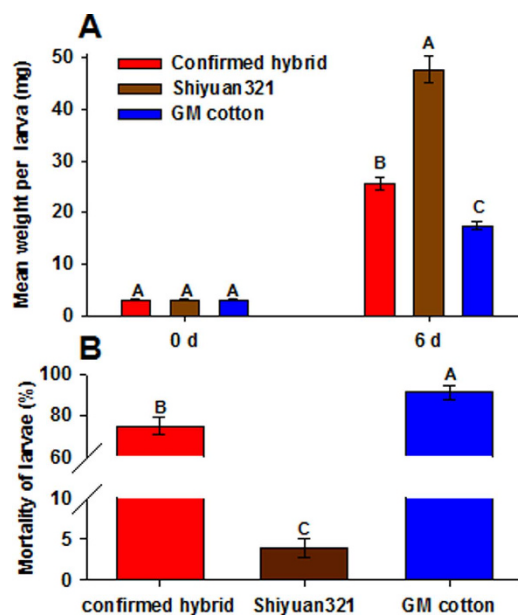 A
Mean weight per larva (mg)
50
40
30
20
10
0
Confirmed hybrid
Shiyuan321
GM cotton
A
A
A
B
A
C
0 d
6 d
B
Mortality of larvae (%)
100
80
60
10
5
0
B
C
A
confirmed hybrid
Shiyuan321
GM cotton